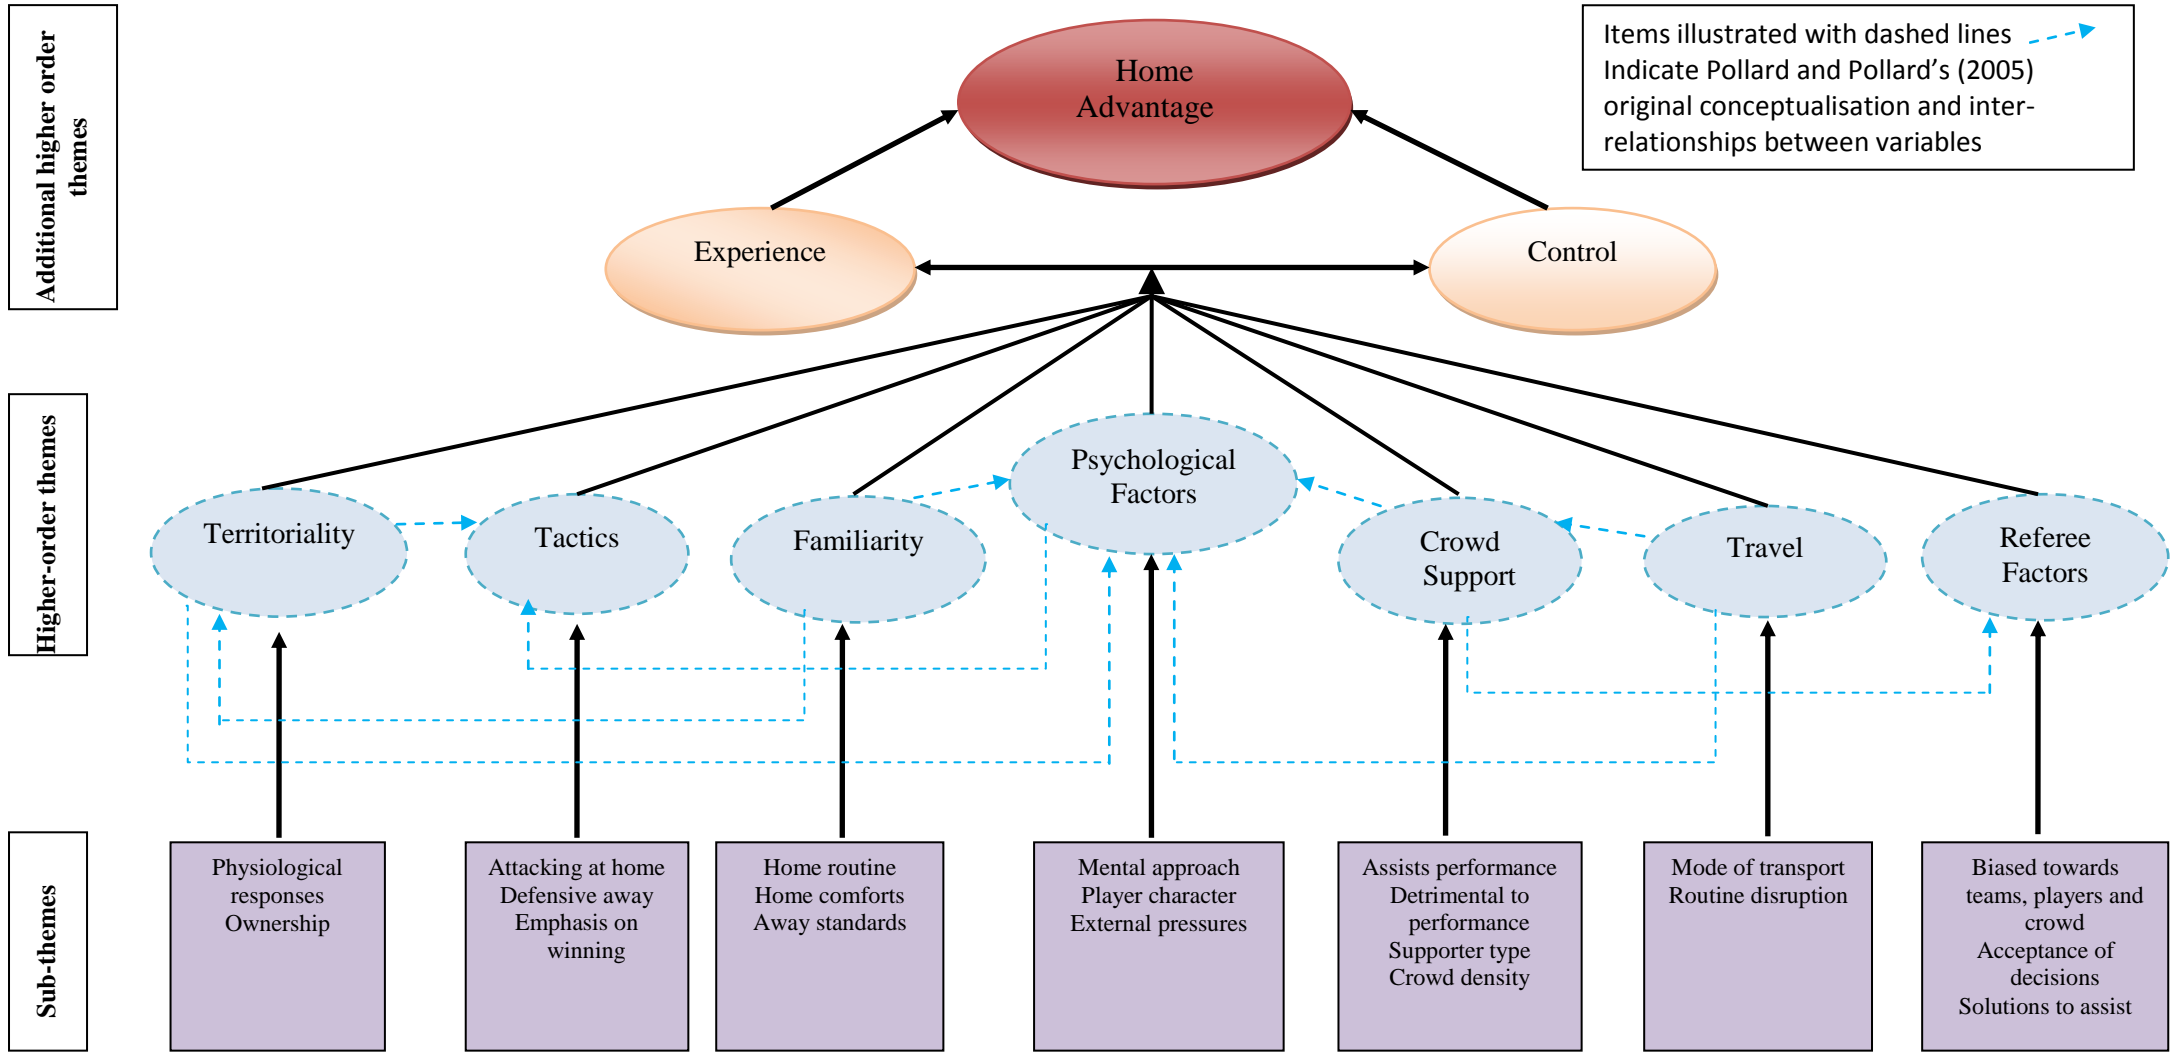 Additional higher order
themes
Home
Advantage
Items illustrated with dashed lines
Indicate Pollard and Pollard’s (2005)
original conceptualisation and inter-
relationships between variables
Experience
Control
Higher-order themes
Territoriality
Tactics
Familiarity
Psychological
Factors
Crowd
Support
Travel
Referee
Factors
Sub-themes
Physiological
responses
Ownership
Attacking at home
Defensive away
Emphasis on
winning
Home routine
Home comforts
Away standards
Mental approach
Player character
External pressures
Assists performance
Detrimental to
performance
Supporter type
Crowd density
Mode of transport
Routine disruption
Biased towards
teams, players and
crowd
Acceptance of
decisions
Solutions to assist